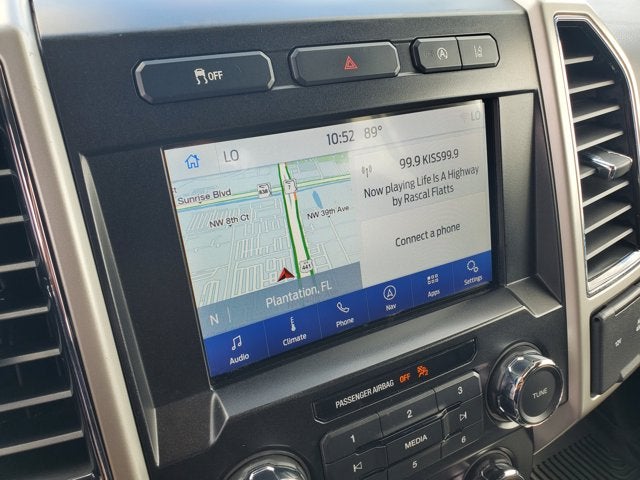 OFF
A
10:52 89°
LO
LO
Sunrise Blvd
7
NW 8th Ct
NW 39th Ave
441
Plantation, FL
N
99.9 KISS99.9
Now playing Life Is A Highway
by Rascal Flatts
Connect a phone
Audio
Climate
Phone
Nav
Apps
Settings
PASSENGER AIRBAG OFF
1
2
3
MEDIA
5
6
TUNE